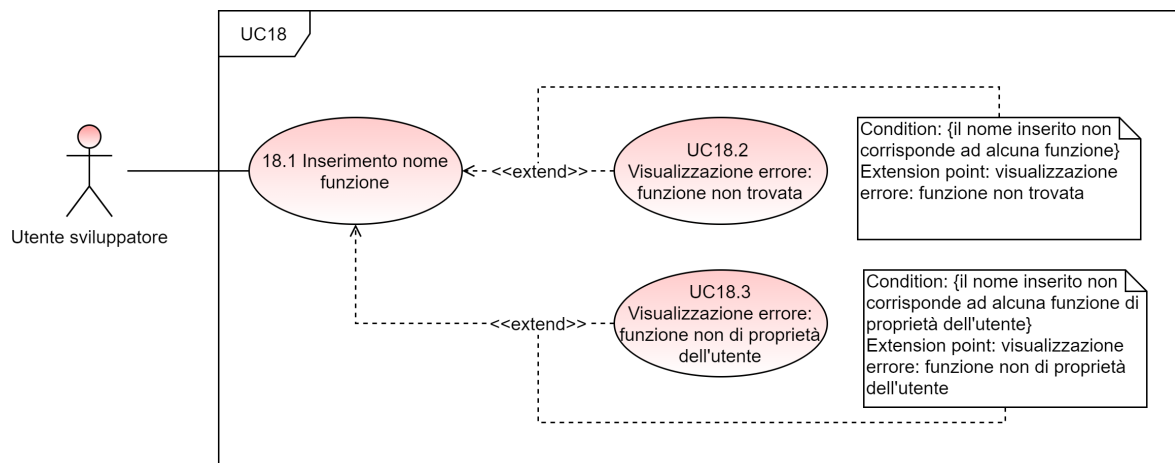 UC18
Utente sviluppatore
18.1 Inserimento nome
funzione
<<extend>>
UC18.2
Visualizzazione errore:
funzione non trovata
Condition: {il nome inserito non
corrisponde ad alcuna funzione}
Extension point: visualizzazione
errore: funzione non trovata
<<extend>>
UC18.3
Visualizzazione errore:
funzione non di proprietà
dell'utente
Condition: {il nome inserito non
corrisponde ad alcuna funzione di
proprietà dell'utente}
Extension point: visualizzazione
errore: funzione non di proprietà
dell'utente